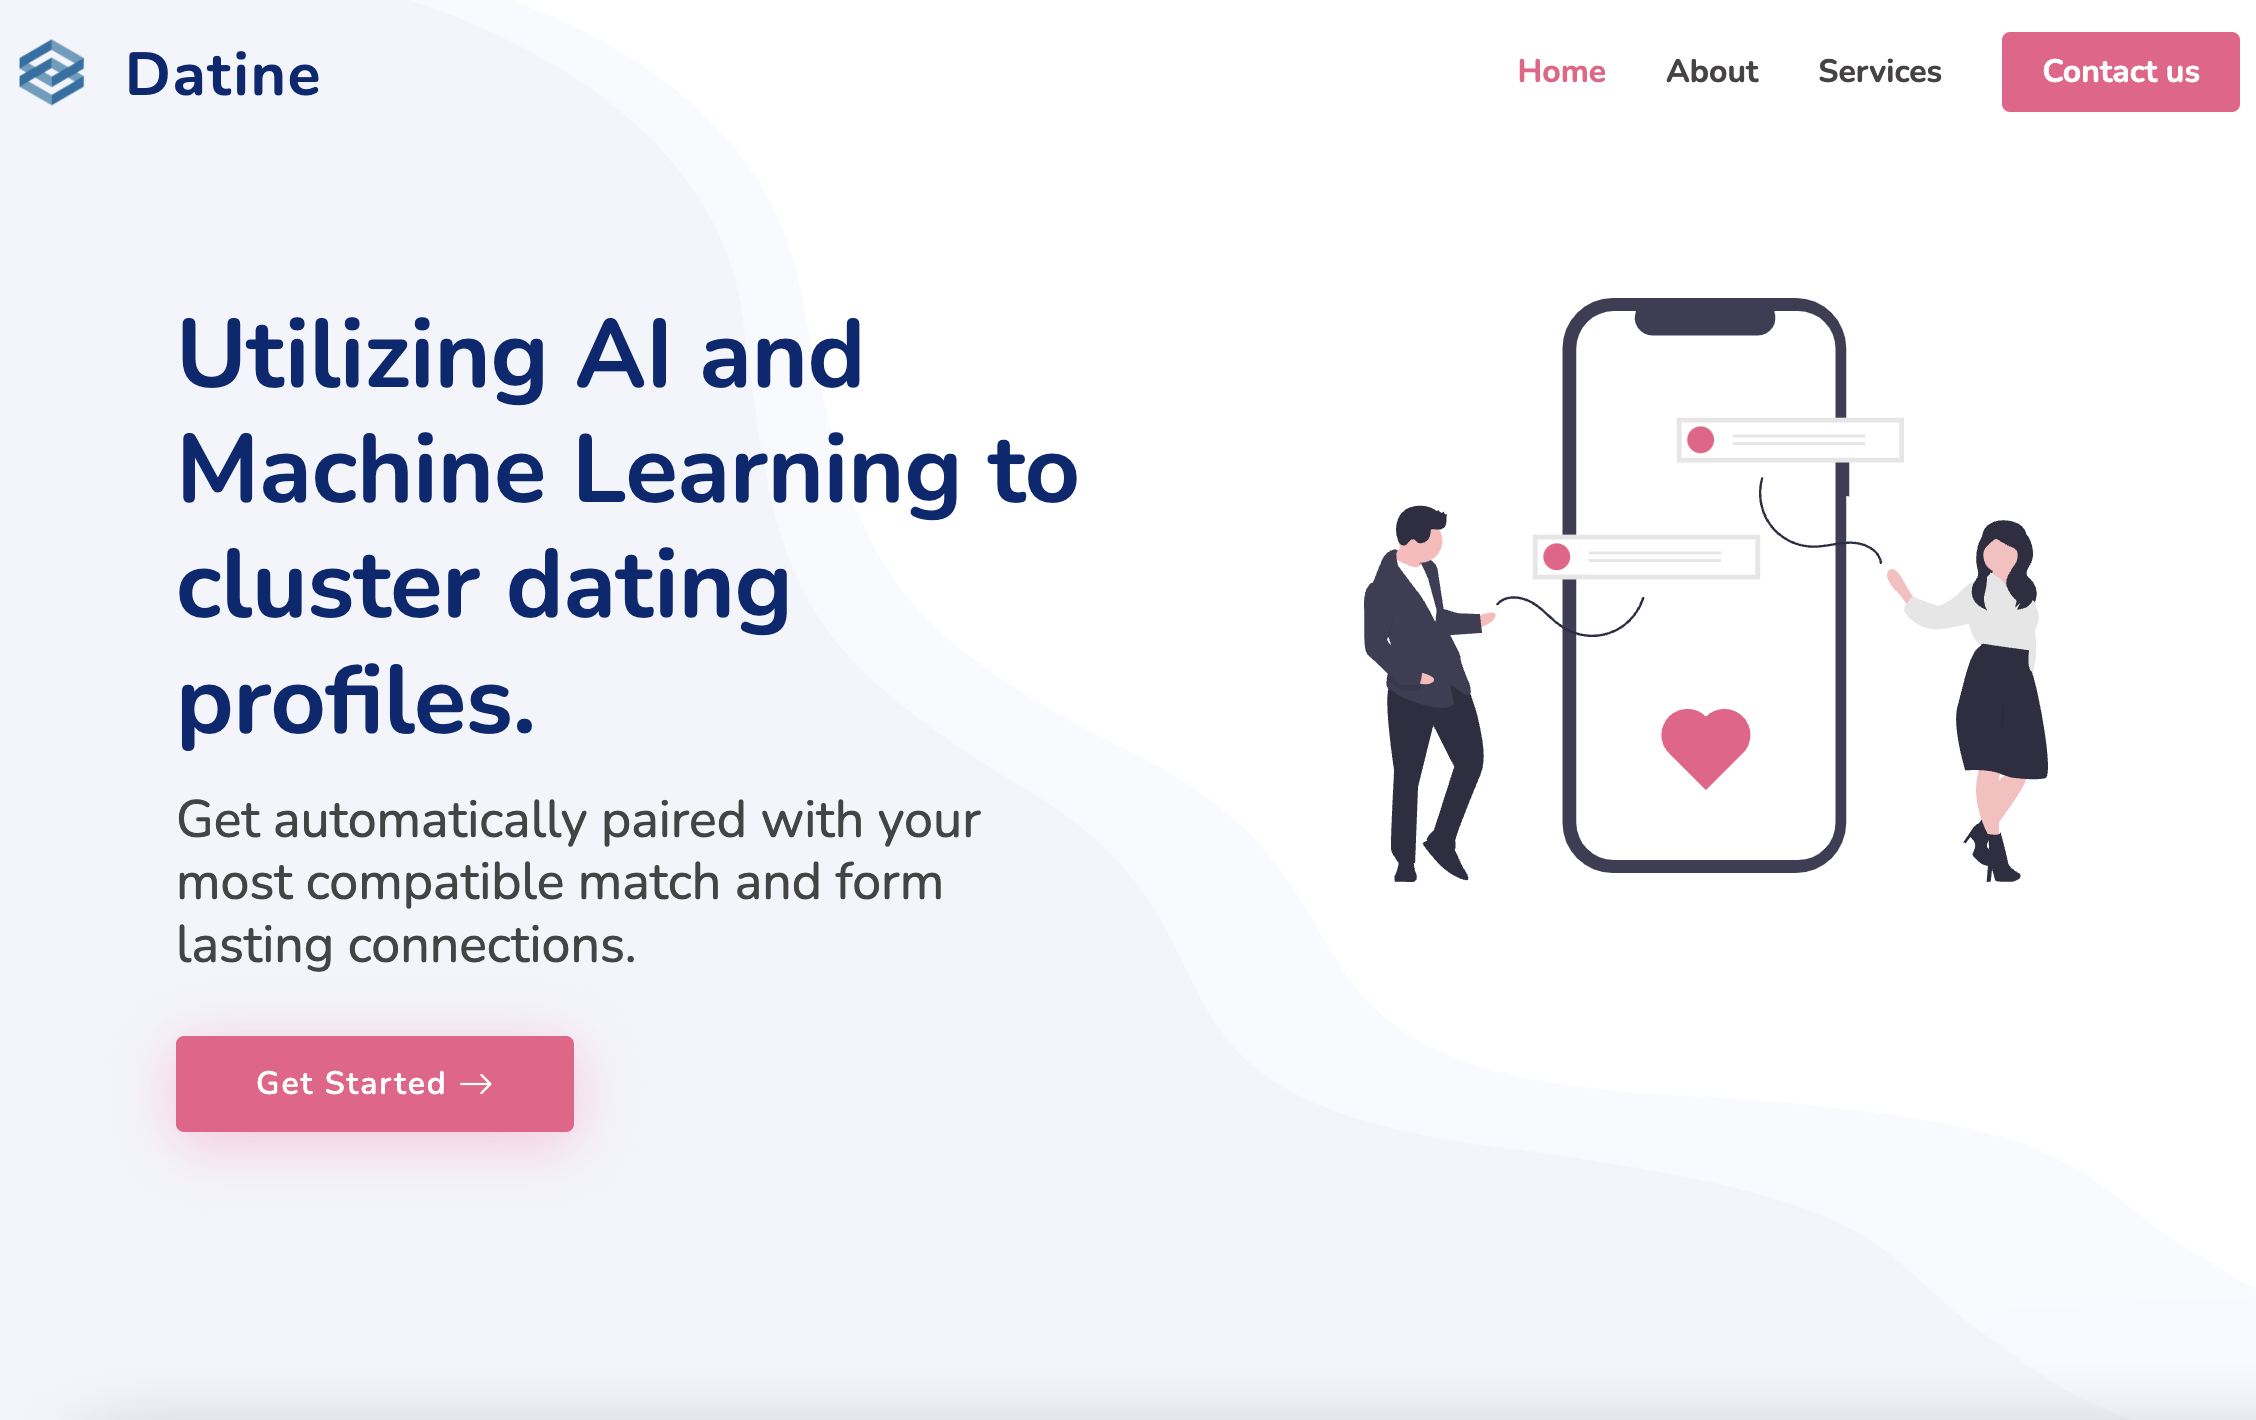 Datine
Home
About
Services
Contact us
Utilizing AI and
Machine Learning to
cluster dating
profiles.
Get automatically paired with your
most compatible match and form
lasting connections.
Get Started →